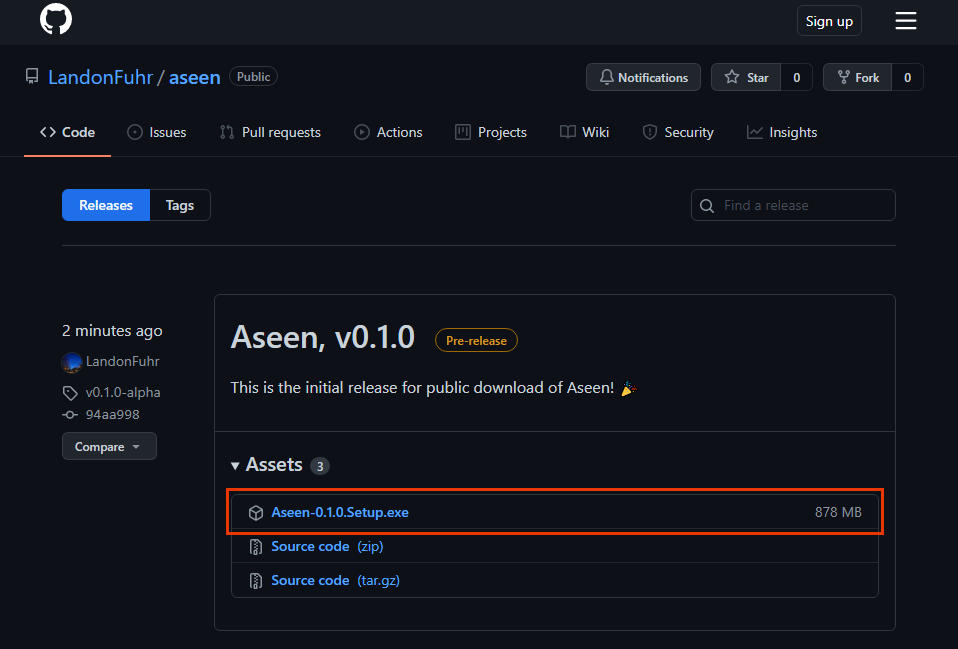 Sign up
LandonFuhr / aseen Public
Notifications Star 0 Fork 0
Code Issues Pull requests Actions Projects Wiki Security Insights
Releases Tags Find a release
2 minutes ago
LandonFuhr
v0.1.0-alpha
94aa998
Compare
Aseen, v0.1.0 Pre-release
This is the initial release for public download of Aseen! 🎉
Assets 3
Aseen-0.1.0.Setup.exe 878 MB
Source code (zip)
Source code (tar.gz)